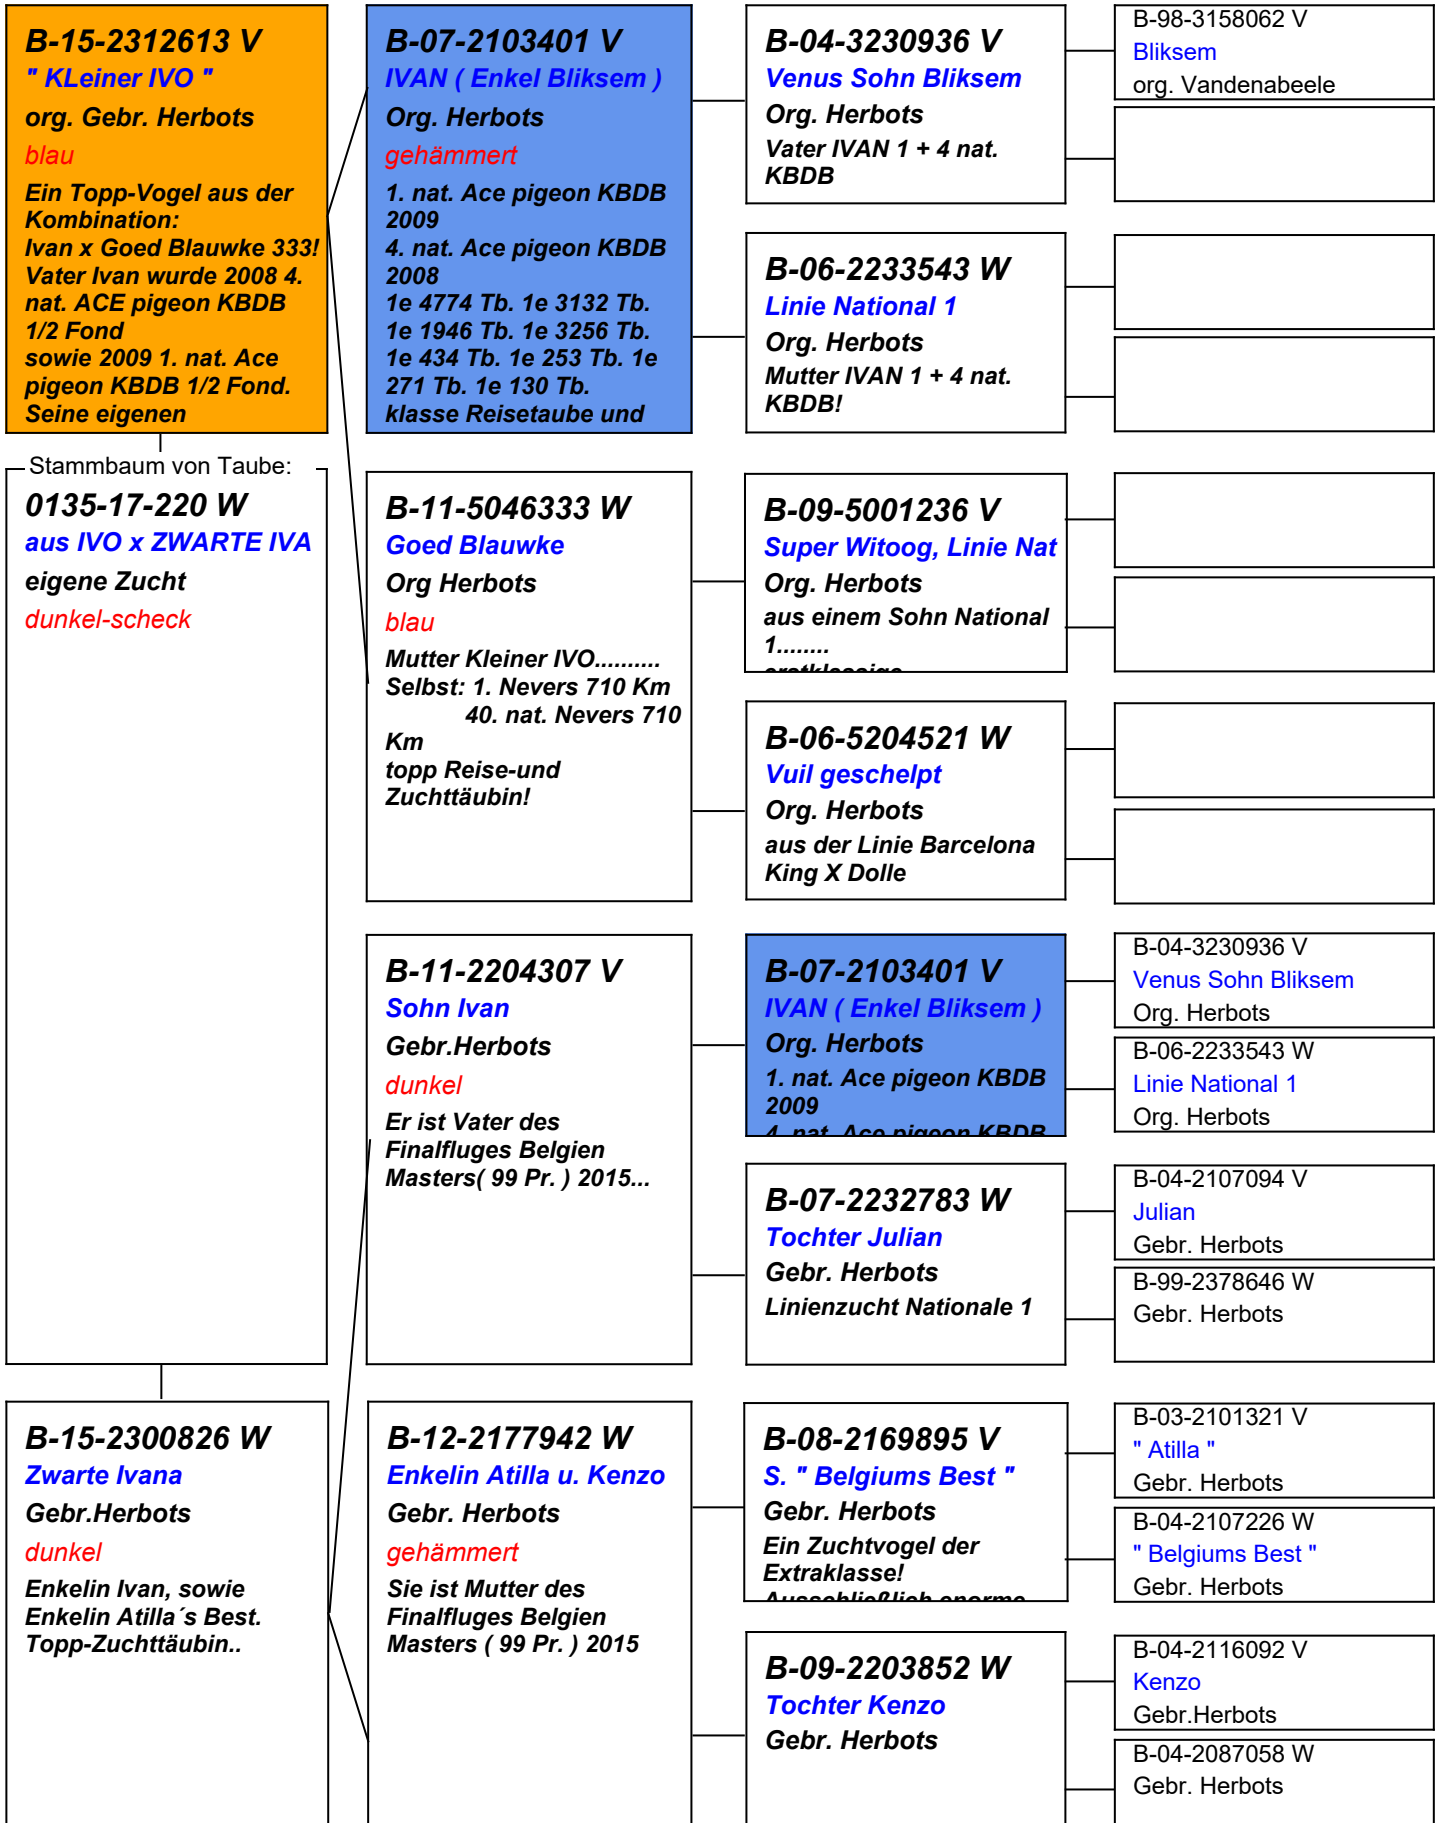 B-15-2312613 V
" KLeiner IVO "
org. Gebr. Herbots
blau
Ein Topp-Vogel aus der
Kombination:
Ivan x Goed Blauwke 333!
Vater Ivan wurde 2008 4.
nat. ACE pigeon KBDB
1/2 Fond
sowie 2009 1. nat. Ace
pigeon KBDB 1/2 Fond.
Seine eigenen
Stammbaum von Taube:
0135-17-220 W
aus IVO x ZWARTE IVA
eigene Zucht
dunkel-scheck
B-15-2300826 W
Zwarte Ivana
Gebr.Herbots
dunkel
Enkelin Ivan, sowie
Enkelin Atilla´s Best.
Topp-Zuchttäubin..
B-07-2103401 V
IVAN ( Enkel Bliksem )
Org. Herbots
gehämmert
1. nat. Ace pigeon KBDB
2009
4. nat. Ace pigeon KBDB
2008
1e 4774 Tb. 1e 3132 Tb.
1e 1946 Tb. 1e 3256 Tb.
1e 434 Tb. 1e 253 Tb. 1e
271 Tb. 1e 130 Tb.
klasse Reisetaube und
B-11-5046333 W
Goed Blauwke
Org Herbots
blau
Mutter Kleiner IVO..........
Selbst: 1. Nevers 710 Km
40. nat. Nevers 710
Km
topp Reise-und
Zuchttäubin!
B-11-2204307 V
Sohn Ivan
Gebr.Herbots
dunkel
Er ist Vater des
Finalfluges Belgien
Masters( 99 Pr. ) 2015...
B-12-2177942 W
Enkelin Atilla u. Kenzo
Gebr. Herbots
gehämmert
Sie ist Mutter des
Finalfluges Belgien
Masters ( 99 Pr. ) 2015
B-04-3230936 V
Venus Sohn Bliksem
Org. Herbots
Vater IVAN 1 + 4 nat.
KBDB
B-06-2233543 W
Linie National 1
Org. Herbots
Mutter IVAN 1 + 4 nat.
KBDB!
B-09-5001236 V
Super Witoog, Linie Nat
Org. Herbots
aus einem Sohn National
1........
erstklassige
B-06-5204521 W
Vuil geschelpt
Org. Herbots
aus der Linie Barcelona
King X Dolle
B-07-2103401 V
IVAN ( Enkel Bliksem )
Org. Herbots
1. nat. Ace pigeon KBDB
2009
4. nat. Ace pigeon KBDB
B-07-2232783 W
Tochter Julian
Gebr. Herbots
Linienzucht Nationale 1
B-08-2169895 V
S. " Belgiums Best "
Gebr. Herbots
Ein Zuchtvogel der
Extraklasse!
Ausschließlich enorme
B-09-2203852 W
Tochter Kenzo
Gebr. Herbots
B-98-3158062 V
Bliksem
org. Vandenabeele
B-04-3230936 V
Venus Sohn Bliksem
Org. Herbots
B-06-2233543 W
Linie National 1
Org. Herbots
B-04-2107094 V
Julian
Gebr. Herbots
B-99-2378646 W
Gebr. Herbots
B-03-2101321 V
" Atilla "
Gebr. Herbots
B-04-2107226 W
" Belgiums Best "
Gebr. Herbots
B-04-2116092 V
Kenzo
Gebr.Herbots
B-04-2087058 W
Gebr. Herbots